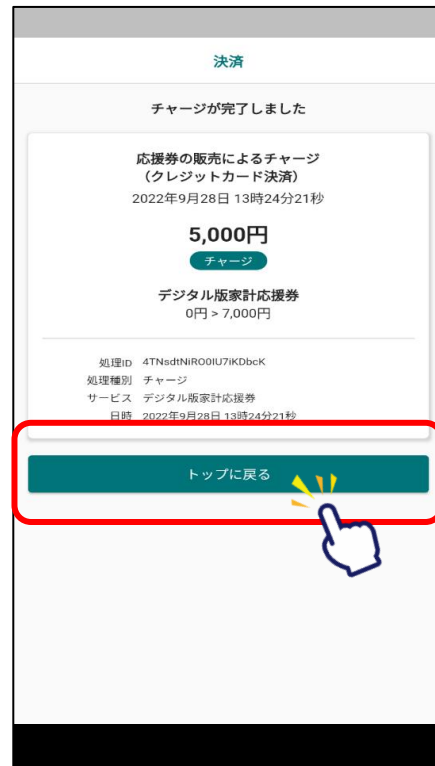 決済
チャージが完了しました
応援券の販売によるチャージ
（クレジットカード決済）
2022年9月28日 13時24分21秒
5,000円
チャージ
デジタル版家計応援券
0円 > 7,000円
処理ID 4TNsdtNiRO0IU7iKDbcK
処理種別 チャージ
サービス デジタル版家計応援券
日時 2022年9月28日 13時24分21秒
トップに戻る